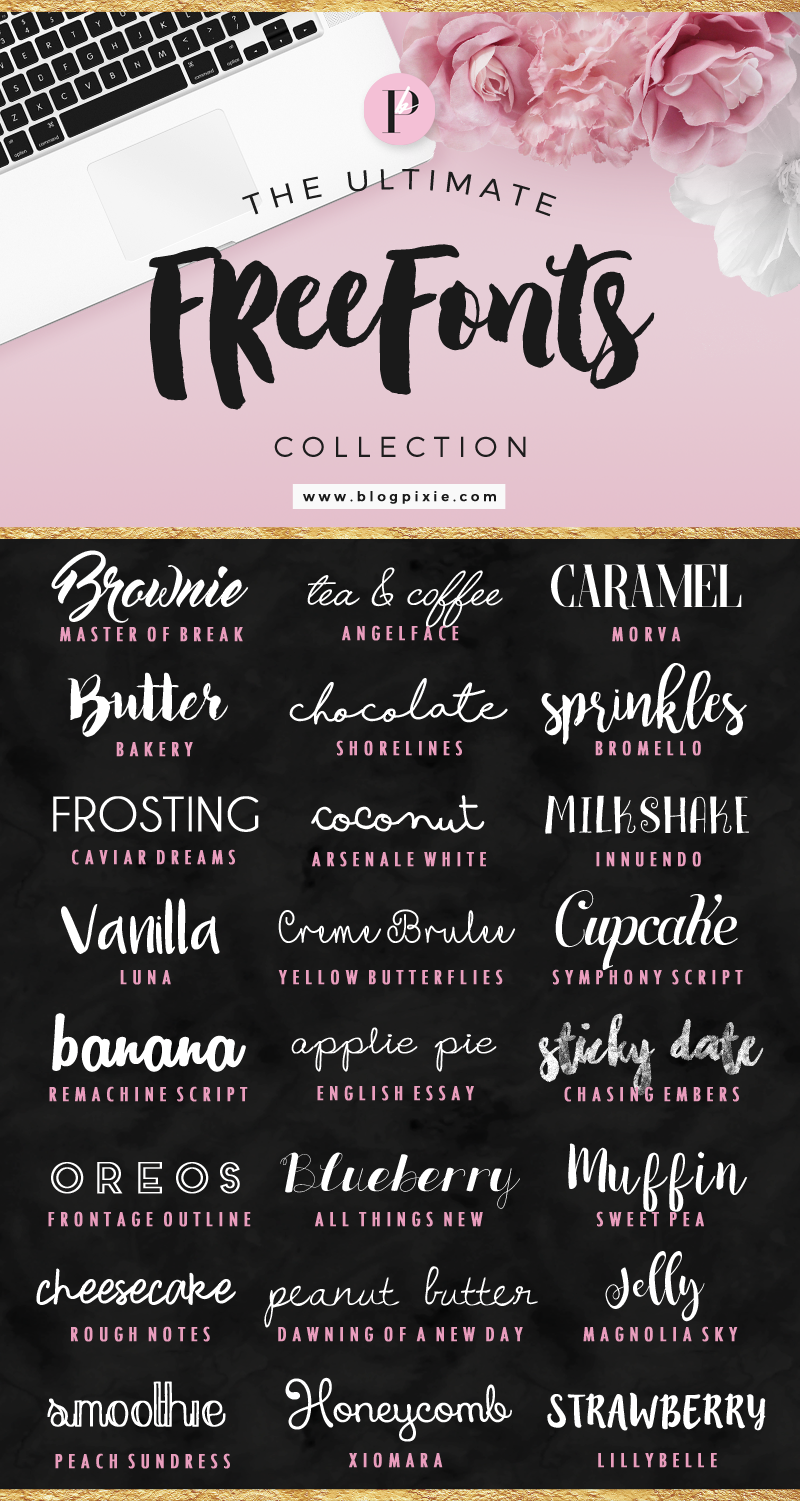 THE ULTIMATE
FReeFonts
COLLECTION
www.blogpixie.com
Brownie
MASTER OF BREAK
tea & coffee
ANGELFACE
CARAMEL
MORVA
Butter
BAKERY
chocolate
SHORELINES
sprinkles
BROMELLO
FROSTING
CAVIAR DREAMS
coconut
ARSENALE WHITE
MILKSHAKE
INNUENDO
Vanilla
LUNA
Creme Brulee
YELLOW BUTTERFLIES
Cupcake
SYMPHONY SCRIPT
banana
REMACHINE SCRIPT
applie pie
ENGLISH ESSAY
sticky date
CHASING EMBERS
OREOS
FRONTAGE OUTLINE
Blueberry
ALL THINGS NEW
Muffin
SWEET PEA
cheesecake
ROUGH NOTES
peanut butter
DAWNING OF A NEW DAY
Jelly
MAGNOLIA SKY
smoothie
PEACH SUNDRESS
Honeycomb
XIOMARA
STRAWBERRY
LILLYBELLE